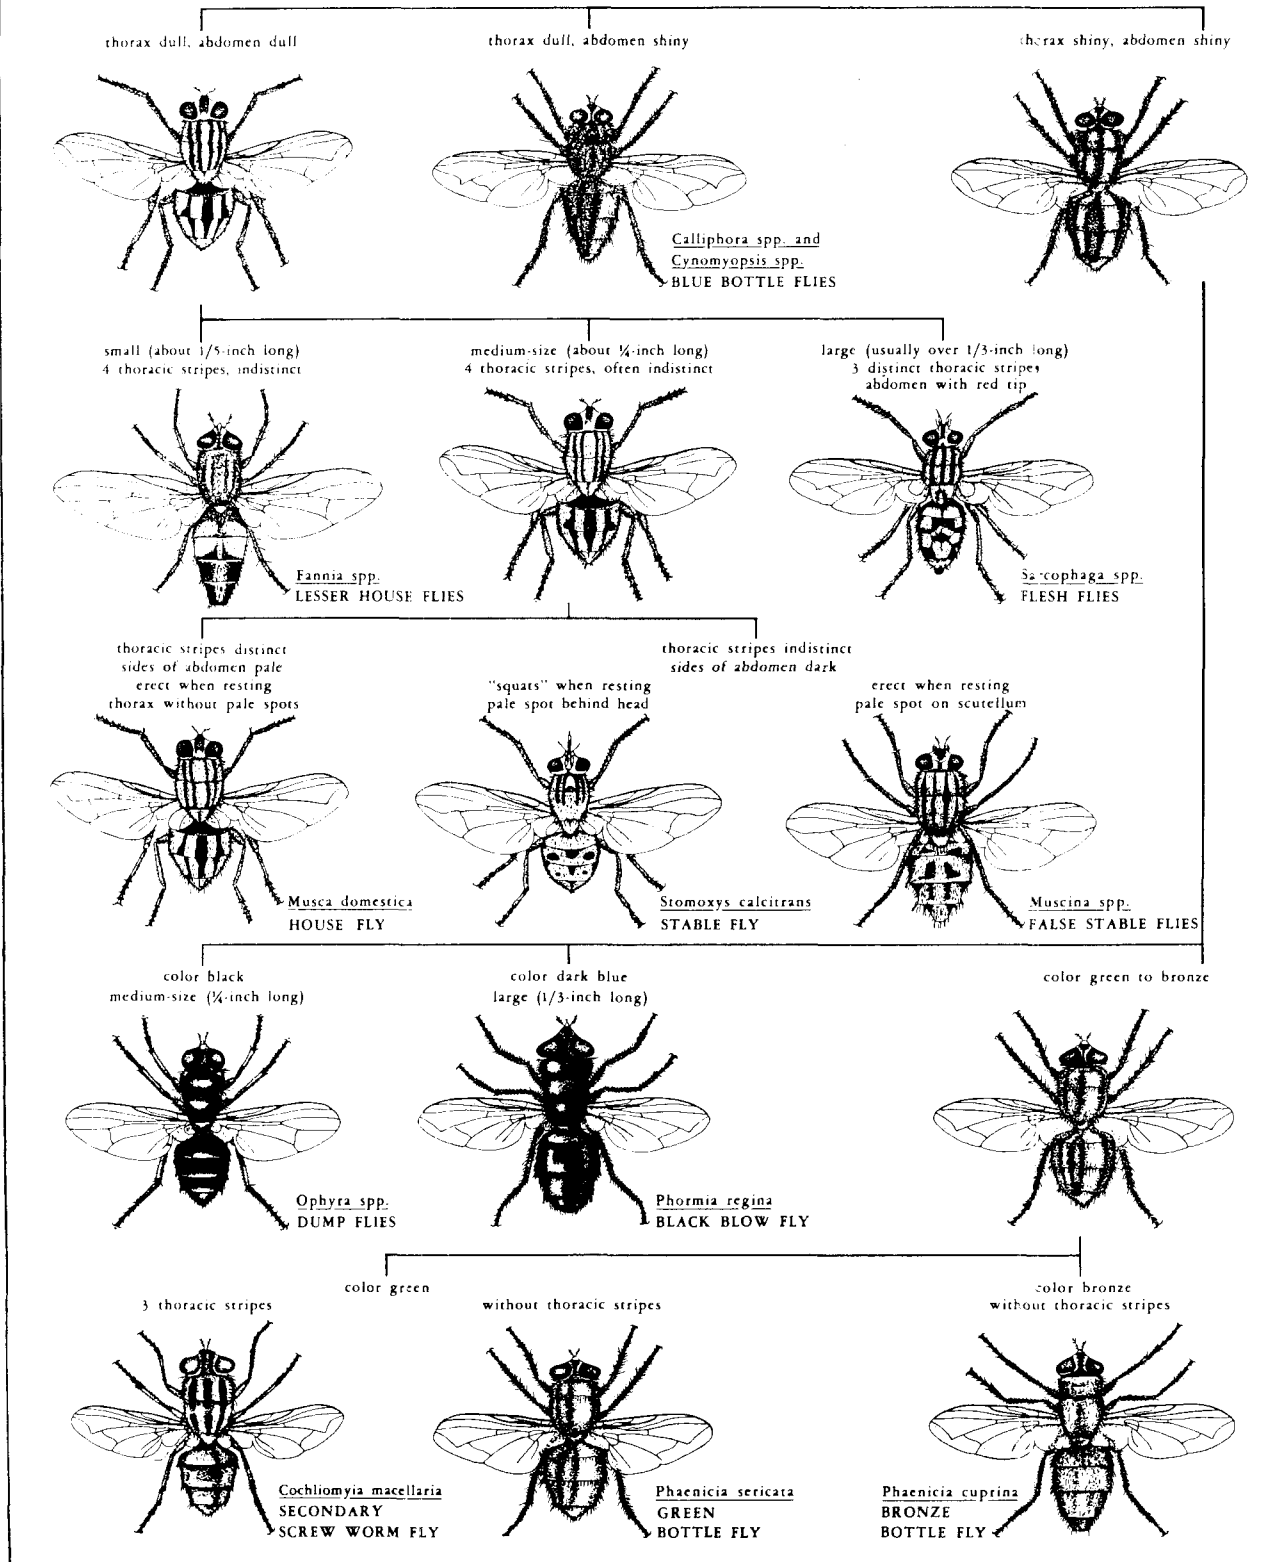 thorax dull, abdomen dull
thorax dull, abdomen shiny
thorax shiny, abdomen shiny
Calliphora spp. and
Cynomyopsis spp.
BLUE BOTTLE FLIES
small (about 1/5-inch long)
4 thoracic stripes, indistinct
medium-size (about ¼-inch long)
4 thoracic stripes, often indistinct
large (usually over 1/3-inch long)
3 distinct thoracic stripes
abdomen with red tip
Fannia spp.
LESSER HOUSE FLIES
Sarcophaga spp.
FLESH FLIES
thoracic stripes distinct
sides of abdomen pale
erect when resting
thorax without pale spots
thoracic stripes indistinct
sides of abdomen dark
"squats" when resting
pale spot behind head
erect when resting
pale spot on scutellum
Musca domestica
HOUSE FLY
Stomoxys calcitrans
STABLE FLY
Muscina spp.
FALSE STABLE FLIES
color black
medium-size (¼-inch long)
color dark blue
large (1/3-inch long)
color green to bronze
Ophyra spp.
DUMP FLIES
Phormia regina
BLACK BLOW FLY
color green
3 thoracic stripes
without thoracic stripes
color bronze
without thoracic stripes
Cochliomyia macellaria
SECONDARY
SCREW WORM FLY
Phaenicia sericata
GREEN
BOTTLE FLY
Phaenicia cuprina
BRONZE
BOTTLE FLY